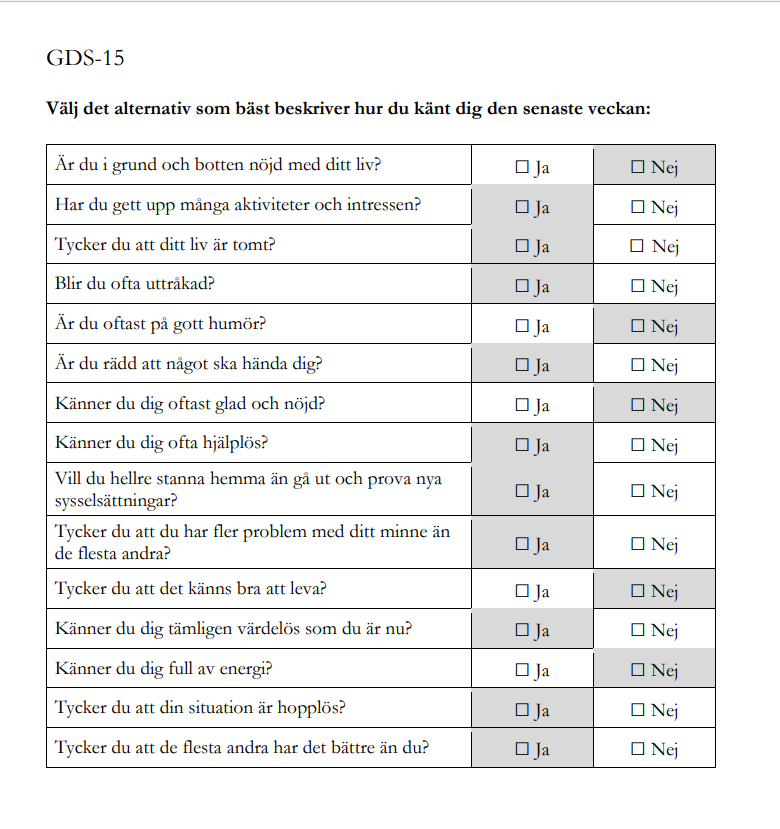 GDS-15
Välj det alternativ som bäst beskriver hur du känt dig den senaste veckan:
Är du i grund och botten nöjd med ditt liv? ☐ Ja ☐ Nej
Har du gett upp många aktiviteter och intressen? ☐ Ja ☐ Nej
Tycker du att ditt liv är tomt? ☐ Ja ☐ Nej
Blir du ofta uttråkad? ☐ Ja ☐ Nej
Är du oftast på gott humör? ☐ Ja ☐ Nej
Är du rädd att något ska hända dig? ☐ Ja ☐ Nej
Känner du dig oftast glad och nöjd? ☐ Ja ☐ Nej
Känner du dig ofta hjälplös? ☐ Ja ☐ Nej
Vill du hellre stanna hemma än gå ut och prova nya
sysselsättningar? ☐ Ja ☐ Nej
Tycker du att du har fler problem med ditt minne än
de flesta andra? ☐ Ja ☐ Nej
Tycker du att det känns bra att leva? ☐ Ja ☐ Nej
Känner du dig tämligen värdelös som du är nu? ☐ Ja ☐ Nej
Känner du dig full av energi? ☐ Ja ☐ Nej
Tycker du att din situation är hopplös? ☐ Ja ☐ Nej
Tycker du att de flesta andra har det bättre än du? ☐ Ja ☐ Nej